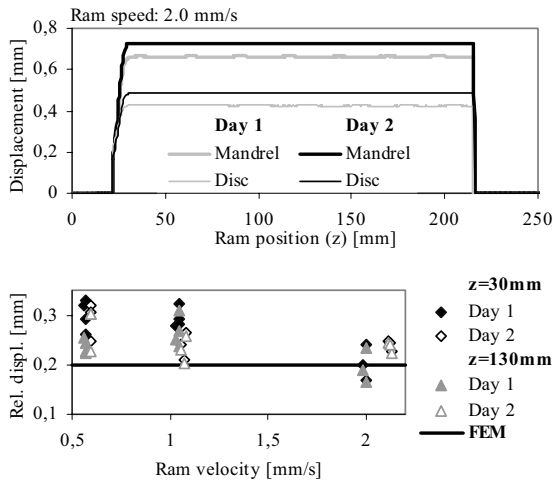 Ram speed: 2.0 mm/s
Displacement [mm]
0,8
0,6
0,4
0,2
0
Day 1 Day 2
Mandrel Mandrel
Disc Disc
0 50 100 150 200 250
Ram position (z) [mm]
Rel. displ. [mm]
0,3
0,2
0,1
0,5 1 1,5 2
Ram velocity [mm/s]
z=30mm
Day 1
Day 2
z=130mm
Day 1
Day 2
FEM